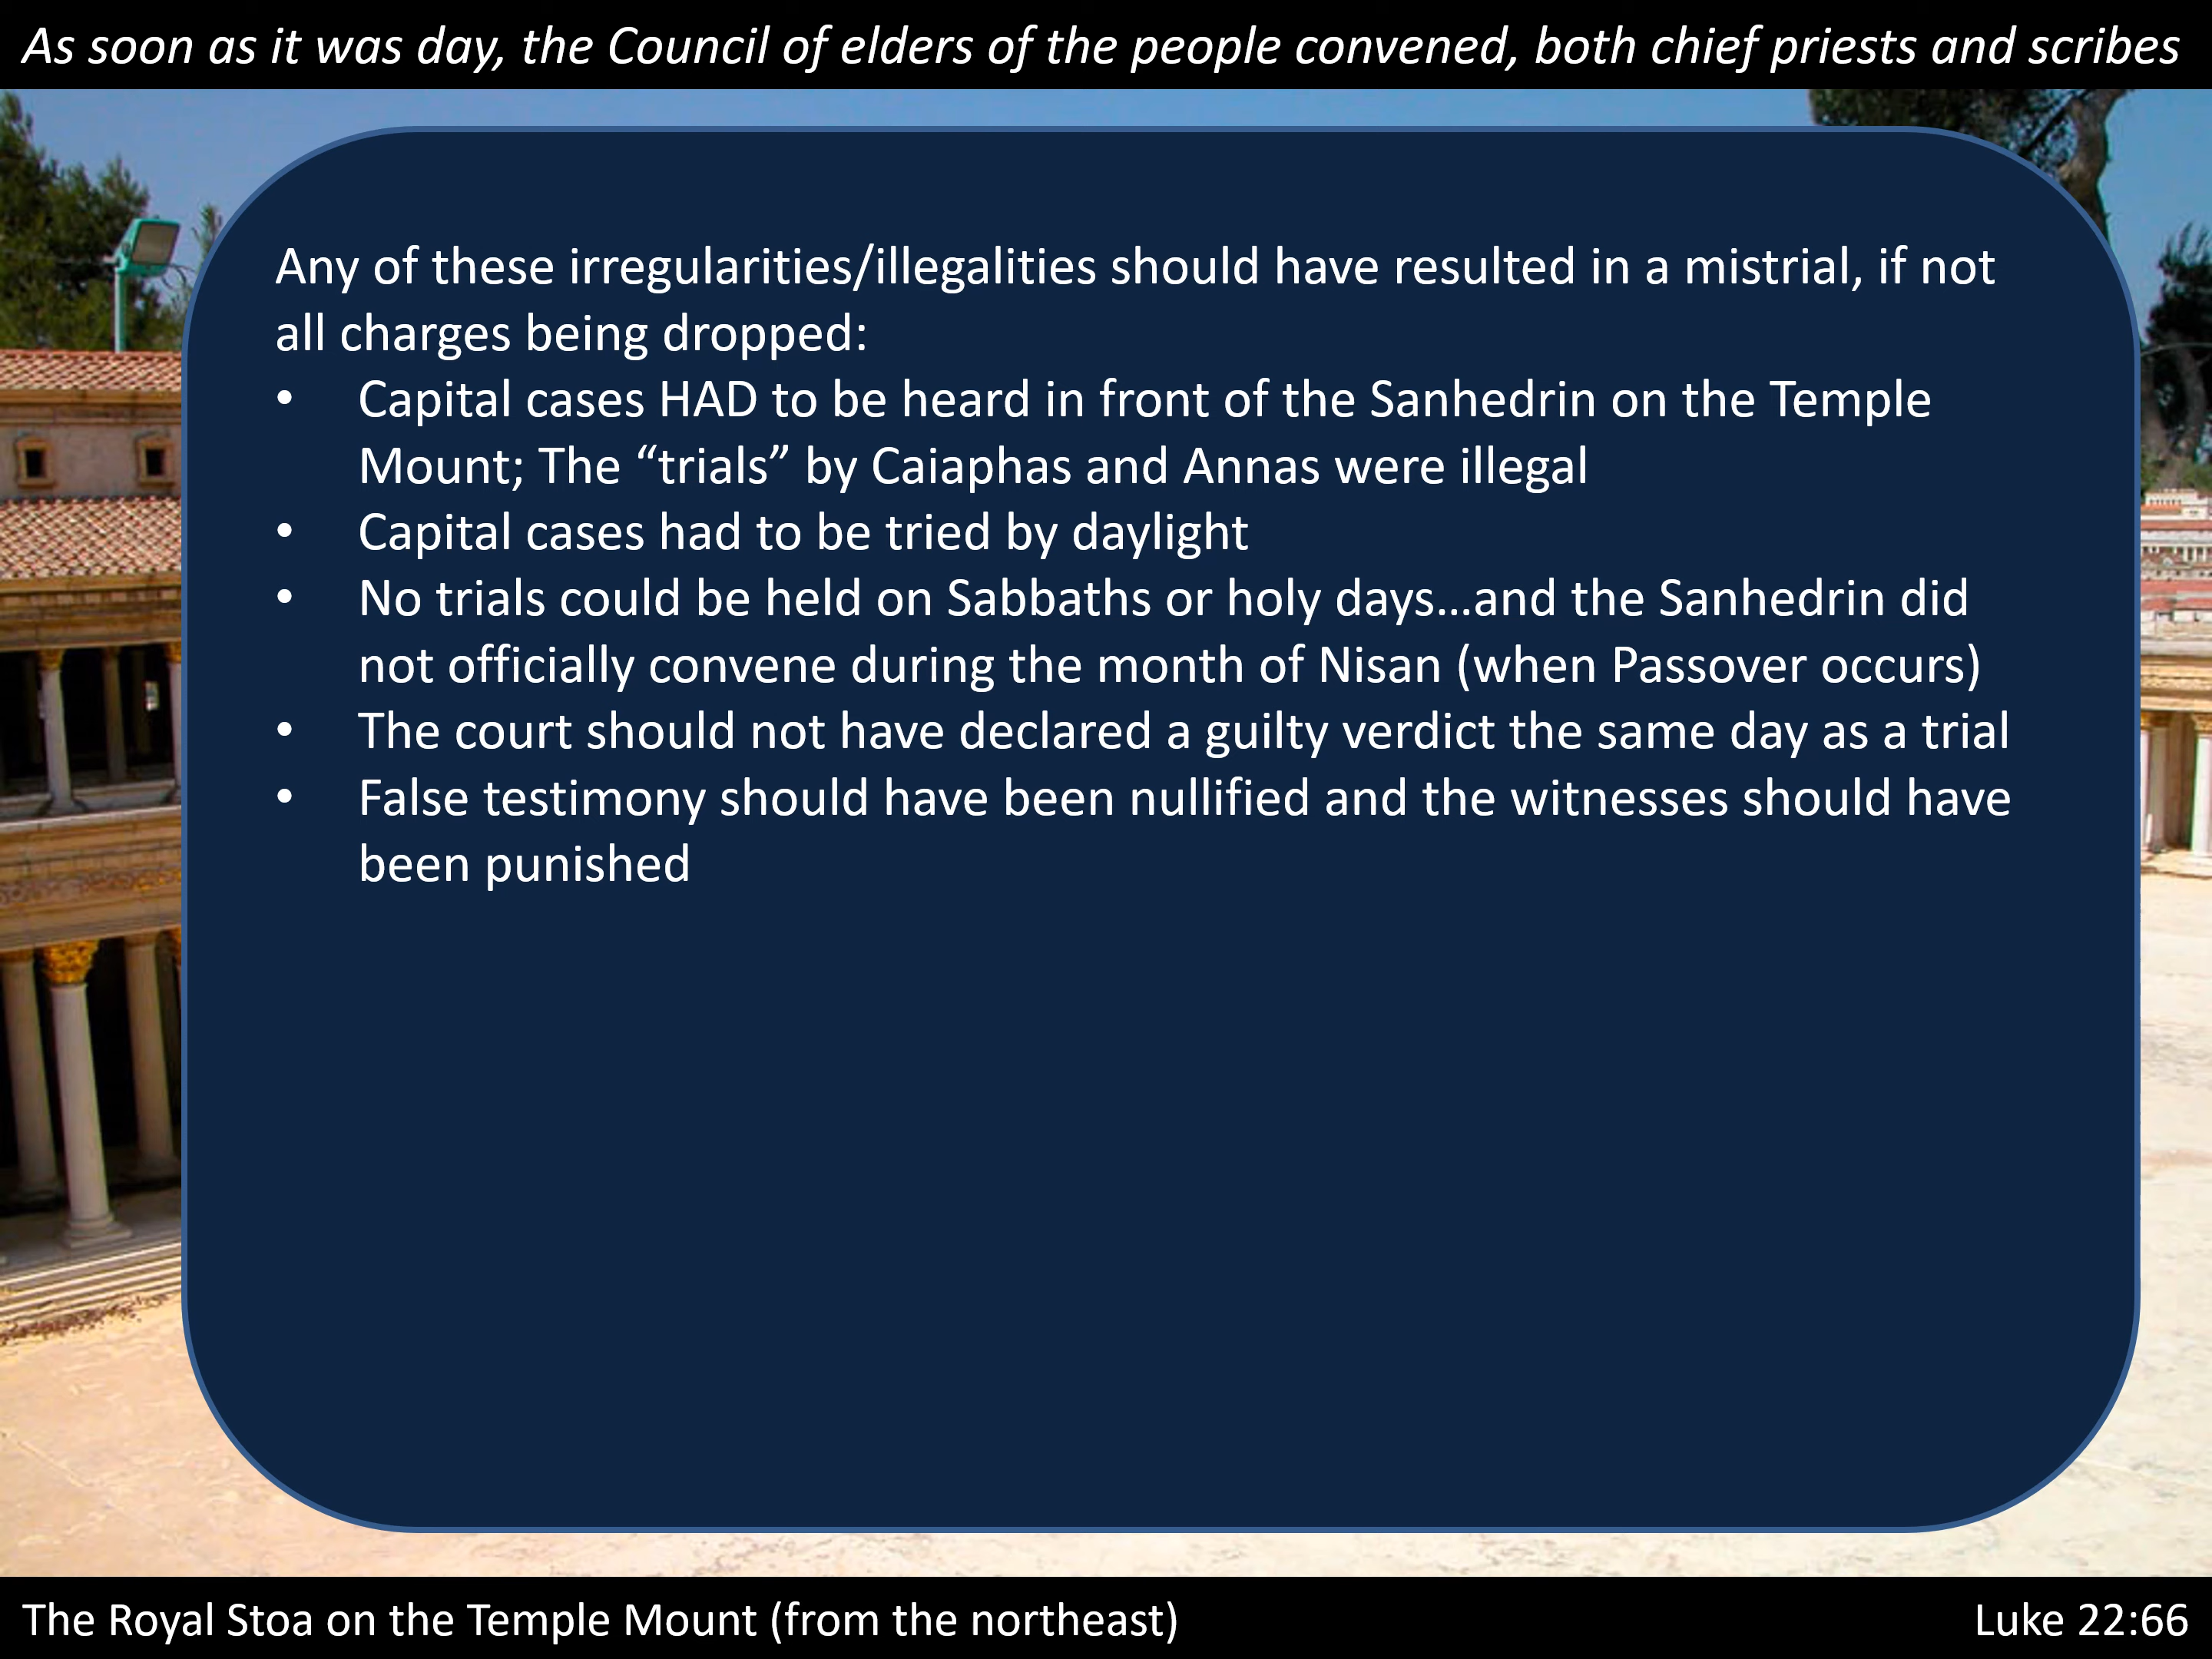 As soon as it was day, the Council of elders of the people convened, both chief priests and scribes
Any of these irregularities/illegalities should have resulted in a mistrial, if not
all charges being dropped:
• Capital cases HAD to be heard in front of the Sanhedrin on the Temple
Mount; The “trials” by Caiaphas and Annas were illegal
• Capital cases had to be tried by daylight
• No trials could be held on Sabbaths or holy days…and the Sanhedrin did
not officially convene during the month of Nisan (when Passover occurs)
• The court should not have declared a guilty verdict the same day as a trial
• False testimony should have been nullified and the witnesses should have
been punished
The Royal Stoa on the Temple Mount (from the northeast)
Luke 22:66